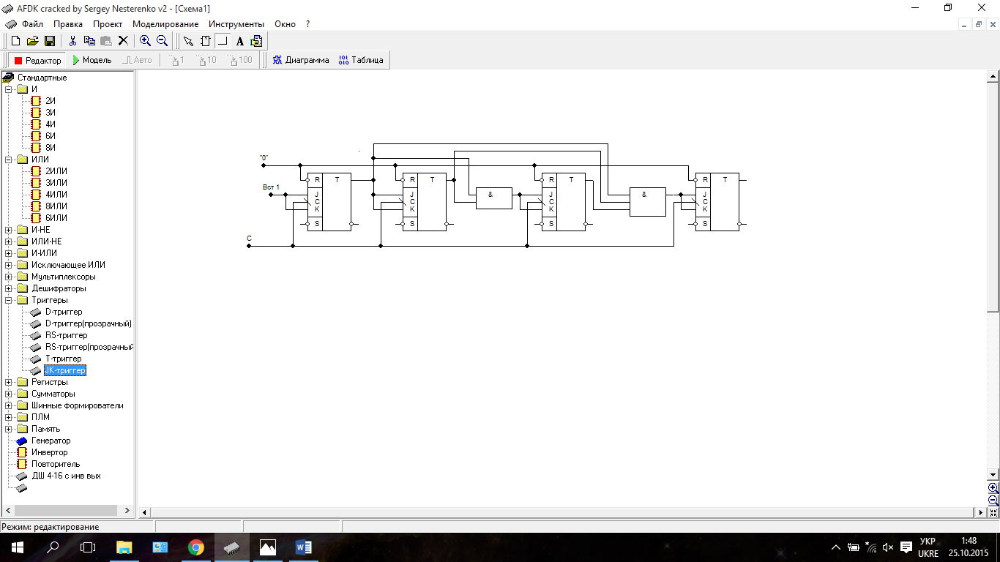 AFDK cracked by Sergey Nesterenko v2 - [Схема1]
Файл Правка Проект Моделирование Инструменты Окно ?
A
Редактор Модель Авто 1 10 100 Диаграмма Таблица
Стандартные
И
2И
3И
4И
6И
8И
ИЛИ
2ИЛИ
3ИЛИ
4ИЛИ
8ИЛИ
6ИЛИ
И-НЕ
ИЛИ-НЕ
И-ИЛИ
Исключающее ИЛИ
Мультиплексоры
Дешифраторы
Триггеры
D-триггер
D-триггер(прозрачный)
RS-триггер
RS-триггер(прозрачный
Т-триггер
JK-триггер
Регистры
Сумматоры
Шинные формирователи
ПЛМ
Память
Генератор
Инвертор
Повторитель
ДШ 4-16 с инв вых
"0"
R T R T R T R T
Вст 1
J J & J & J
C C C C
K K K K
S S S S
C
Режим: редактирование
УКР 1:48
UKRE 25.10.2015